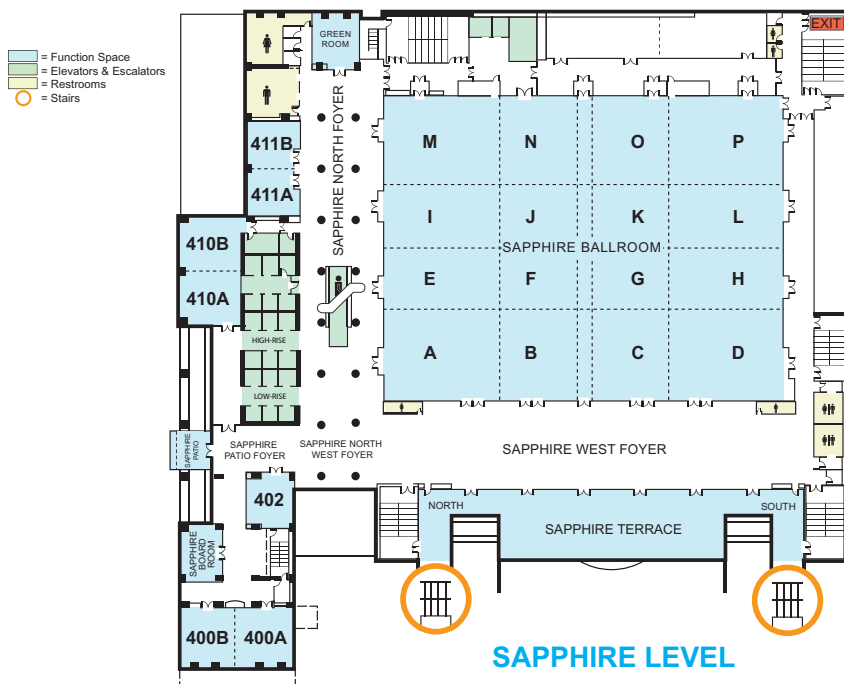 EXIT
GREEN
ROOM
= Function Space
= Elevators & Escalators
= Restrooms
= Stairs
SAPPHIRE NORTH FOYER
411B
411A
M
N
O
P
410B
410A
I
J
K
L
SAPPHIRE BALLROOM
E
F
G
H
HIGH-RISE
LOW-RISE
A
B
C
D
SAPPHIRE
PATIO
SAPPHIRE
PATIO FOYER
SAPPHIRE NORTH
WEST FOYER
SAPPHIRE WEST FOYER
402
NORTH
SOUTH
SAPPHIRE TERRACE
SAPPHIRE
BOARD
ROOM
400B
400A
SAPPHIRE LEVEL